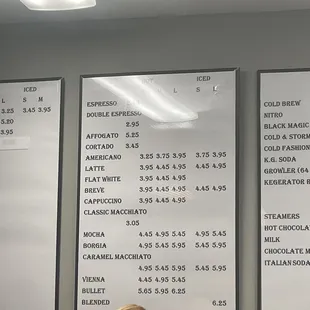 ICED
L S M
3.25 3.45 3.95
5.20
3.95
ICED
L S L
ESPRESSO
DOUBLE ESPRESSO
2.95
AFFOGATO 5.25
CORTADO 3.45
AMERICANO 3.25 3.75 3.95 3.75 3.95
LATTE 3.95 4.45 4.95 4.45 4.95
FLAT WHITE 3.95 4.45 4.95
BREVE 3.95 4.45 4.95 4.45 4.95
CAPPUCCINO 3.95 4.45 4.95
CLASSIC MACCHIATO
3.05
MOCHA 4.45 4.95 5.45 4.95 5.45
BORGIA 4.95 5.45 5.95 5.45 5.95
CARAMEL MACCHIATO
4.95 5.45 5.95 5.45 5.95
VIENNA 4.45 4.95 5.45
BULLET 5.65 5.95 6.25
BLENDED 6.25
COLD BREW
NITRO
BLACK MAGIC
COLD & STORM
COLD FASHION
K.G. SODA
GROWLER (64
KEGERATOR
STEAMERS
HOT CHOCOLA
MILK
CHOCOLATE M
ITALIAN SODA